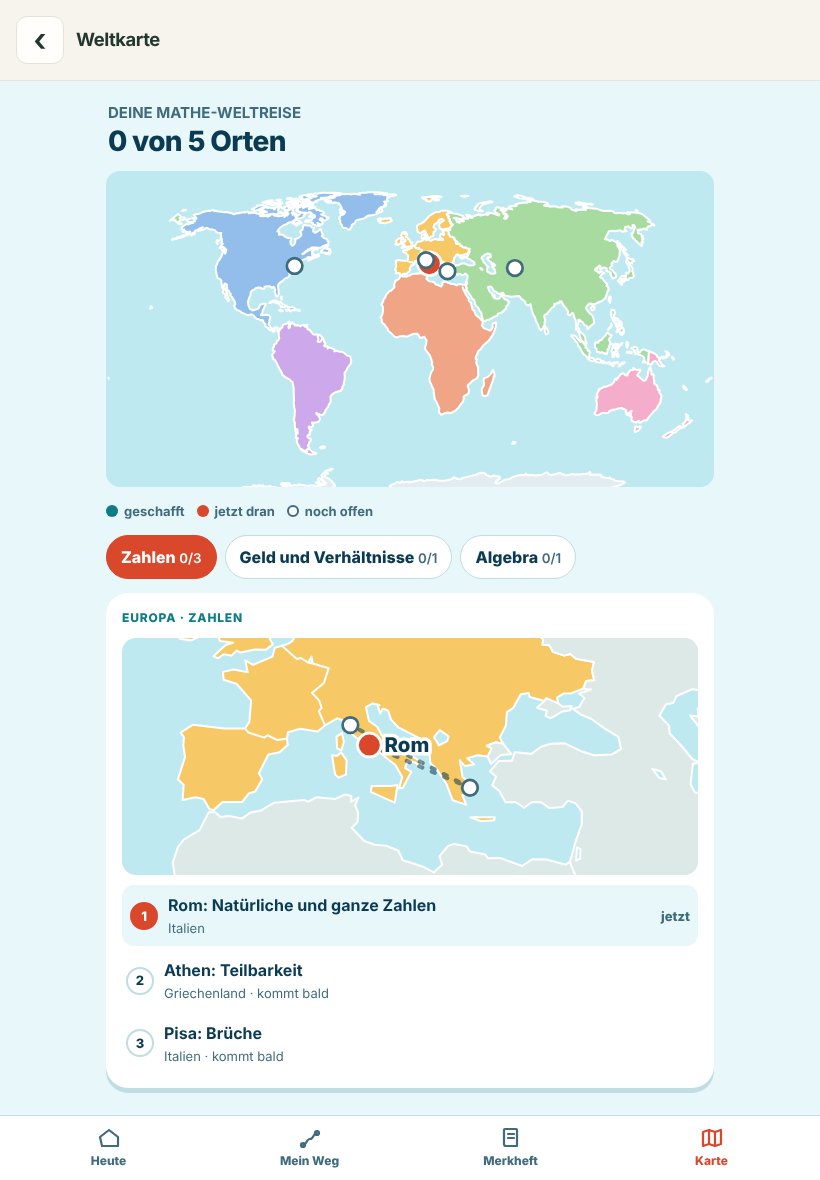 Weltkarte
DEINE MATHE-WELTREISE
0 von 5 Orten
geschafft jetzt dran noch offen
Zahlen 0/3 Geld und Verhältnisse 0/1 Algebra 0/1
EUROPA · ZAHLEN
Rom
1 Rom: Natürliche und ganze Zahlen
Italien
jetzt
2 Athen: Teilbarkeit
Griechenland · kommt bald
3 Pisa: Brüche
Italien · kommt bald
Heute Mein Weg Merkheft Karte